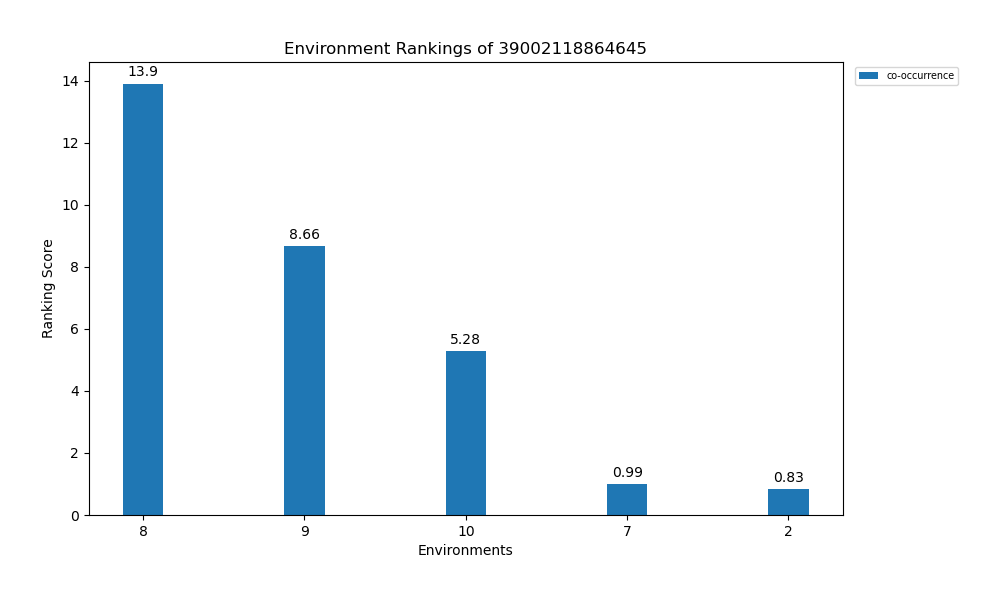 Environment Rankings of 39002118864645
co-occurrence
Ranking Score
14
12
10
8
6
4
2
0
13.9
8.66
5.28
0.99
0.83
8 9 10 7 2
Environments